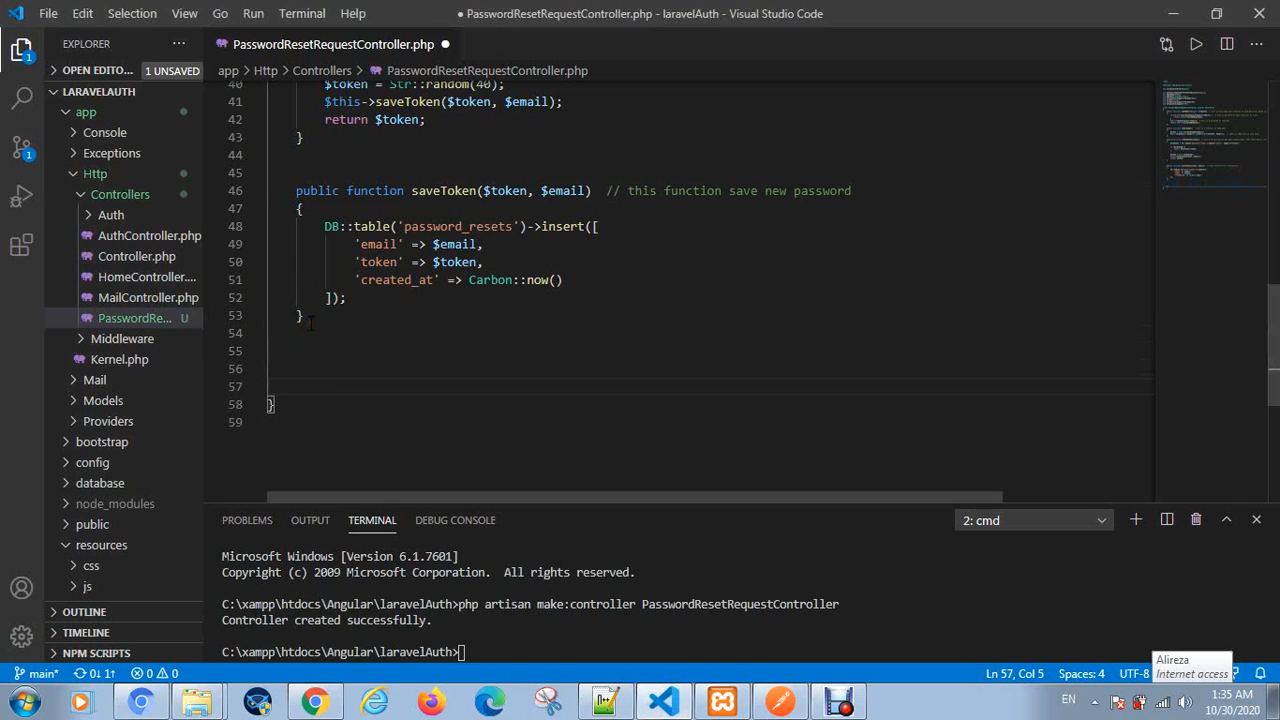 File Edit Selection View Go Run Terminal Help
● PasswordResetRequestController.php - laravelAuth - Visual Studio Code
EXPLORER
PasswordResetRequestController.php
OPEN EDITO... 1 UNSAVED
app > Http > Controllers > PasswordResetRequestController.php
LARAVELAUTH
app
Console
Exceptions
Http
Controllers
Auth
AuthController.php
Controller.php
HomeController....
MailController.php
PasswordRe... U
Middleware
Kernel.php
Mail
Models
Providers
bootstrap
config
database
node_modules
public
resources
css
js
OUTLINE
TIMELINE
NPM SCRIPTS
40 $token = Str::random(40);
41 $this->saveToken($token, $email);
42 return $token;
43 }
44
45
46 public function saveToken($token, $email) // this function save new password
47 {
48 DB::table('password_resets')->insert([
49 'email' => $email,
50 'token' => $token,
51 'created_at' => Carbon::now()
52 ]);
53 }
54
55
56
57
58 }
59
PROBLEMS OUTPUT TERMINAL DEBUG CONSOLE 2: cmd
Microsoft Windows [Version 6.1.7601]
Copyright (c) 2009 Microsoft Corporation. All rights reserved.
C:\xampp\htdocs\Angular\laravelAuth>php artisan make:controller PasswordResetRequestController
Controller created successfully.
C:\xampp\htdocs\Angular\laravelAuth>
Alireza
Internet access
main* 0↓ 1↑ 0 0 Ln 57, Col 5 Spaces: 4 UTF-8
EN 1:35 AM
10/30/2020